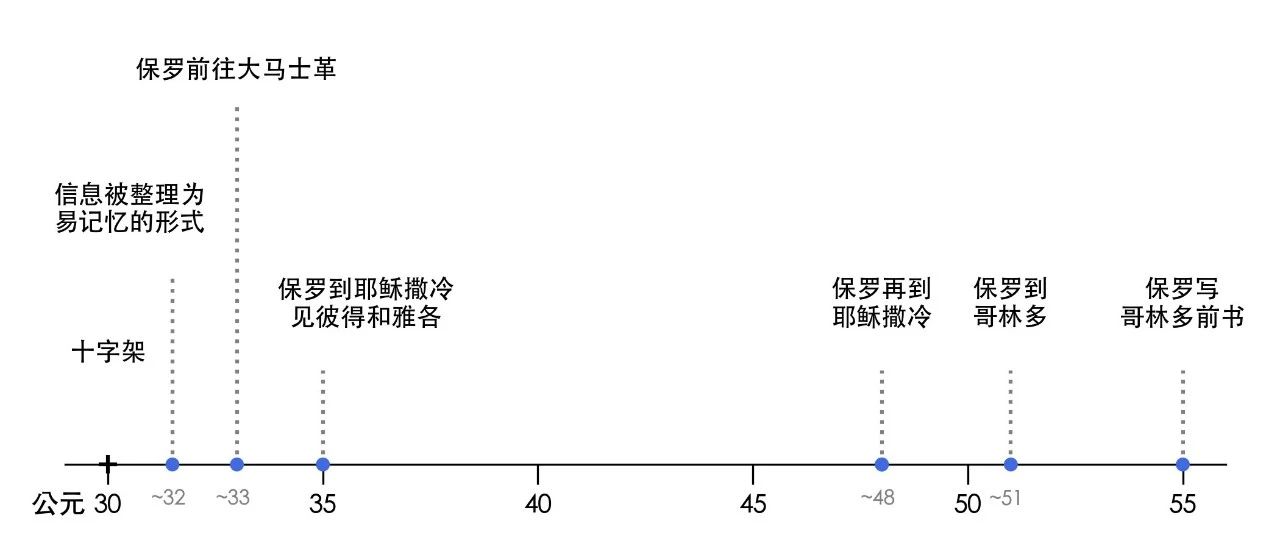 保罗前往大马士革
信息被整理为
易记忆的形式
保罗到耶稣撒冷
见彼得和雅各
保罗再到
耶稣撒冷
保罗到
哥林多
保罗写
哥林多前书
十字架
公元 30 ~32 ~33 35 40 45 ~48 50 ~51 55